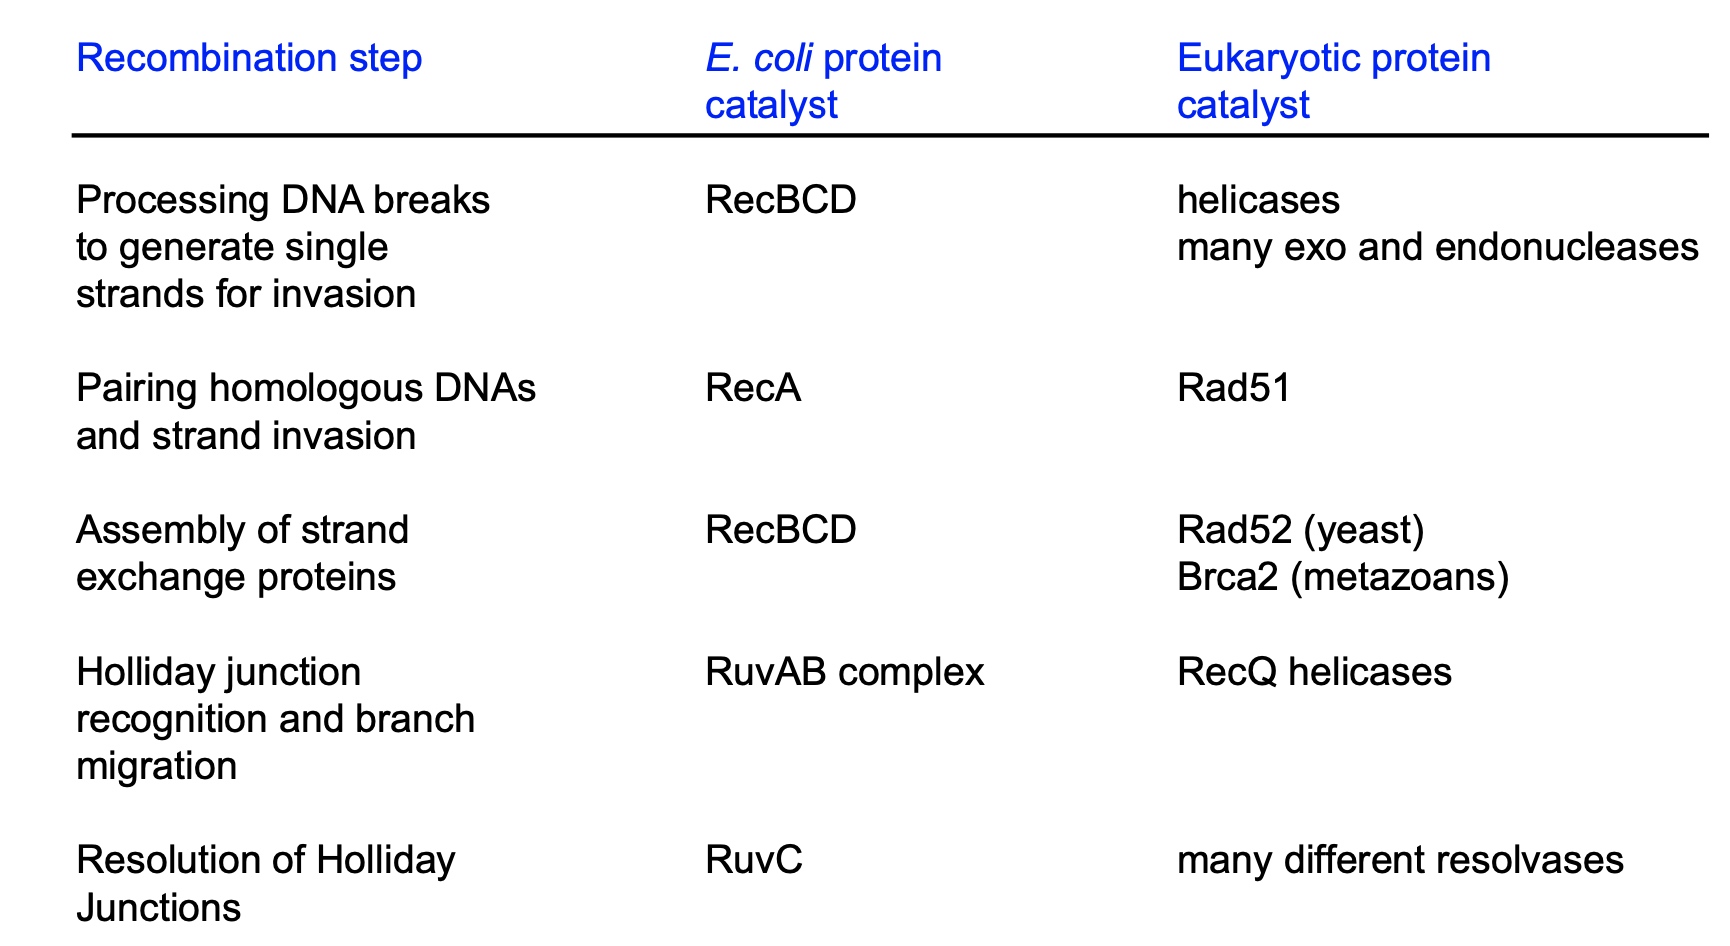 Recombination step E. coli protein Eukaryotic protein
catalyst catalyst
Processing DNA breaks RecBCD helicases
to generate single many exo and endonucleases
strands for invasion
Pairing homologous DNAs RecA Rad51
and strand invasion
Assembly of strand RecBCD Rad52 (yeast)
exchange proteins Brca2 (metazoans)
Holliday junction RuvAB complex RecQ helicases
recognition and branch
migration
Resolution of Holliday RuvC many different resolvases
Junctions